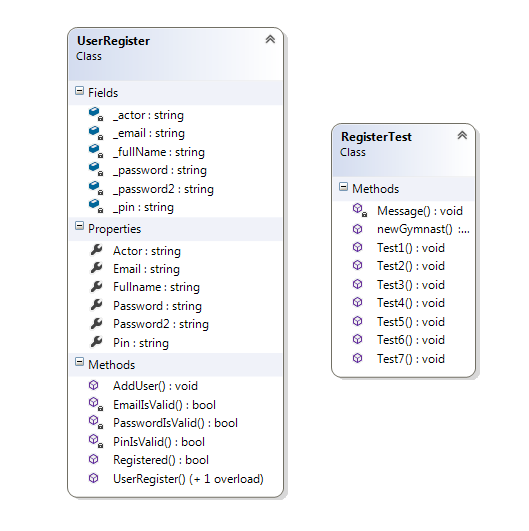 UserRegister
Class
Fields
_actor : string
_email : string
_fullName : string
_password : string
_password2 : string
_pin : string
Properties
Actor : string
Email : string
Fullname : string
Password : string
Password2 : string
Pin : string
Methods
AddUser() : void
EmailIsValid() : bool
PasswordIsValid() : bool
PinIsValid() : bool
Registered() : bool
UserRegister() (+ 1 overload)
RegisterTest
Class
Methods
Message() : void
newGymnast() :...
Test1() : void
Test2() : void
Test3() : void
Test4() : void
Test5() : void
Test6() : void
Test7() : void